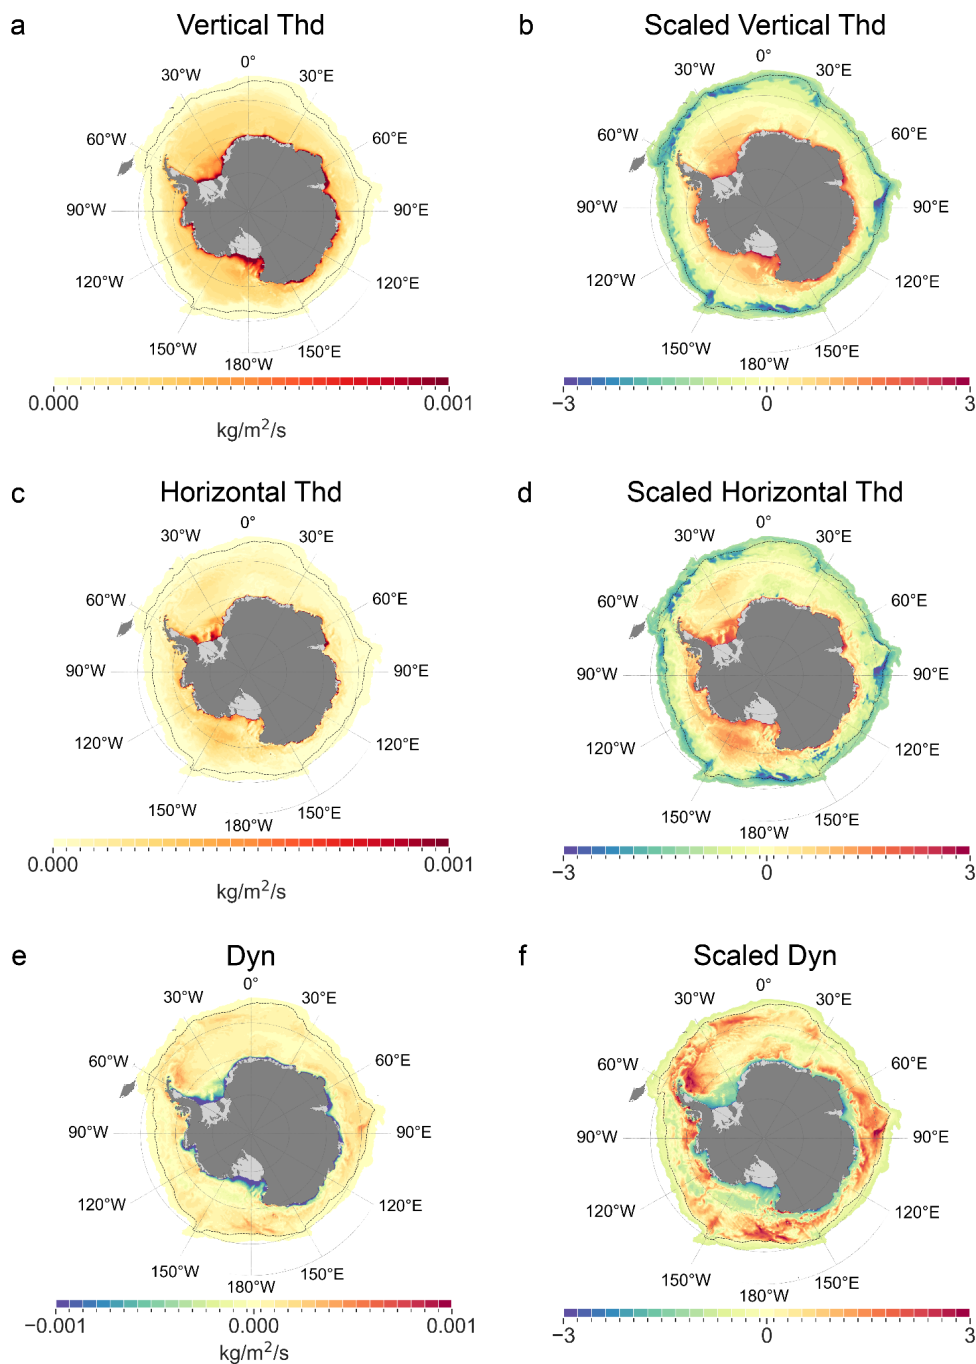 a
Vertical Thd
0°
30°W
30°E
60°W
60°E
90°W
90°E
120°W
120°E
150°W
150°E
180°W
0.000
0.001
kg/m²/s
b
Scaled Vertical Thd
0°
30°W
30°E
60°W
60°E
90°W
90°E
120°W
120°E
150°W
150°E
180°W
−3
0
3
c
Horizontal Thd
0°
30°W
30°E
60°W
60°E
90°W
90°E
120°W
120°E
150°W
150°E
180°W
0.000
0.001
kg/m²/s
d
Scaled Horizontal Thd
0°
30°W
30°E
60°W
60°E
90°W
90°E
120°W
120°E
150°W
150°E
180°W
−3
0
3
e
Dyn
0°
30°W
30°E
60°W
60°E
90°W
90°E
120°W
120°E
150°W
150°E
180°W
−0.001
0.000
0.001
kg/m²/s
f
Scaled Dyn
0°
30°W
30°E
60°W
60°E
90°W
90°E
120°W
120°E
150°W
150°E
180°W
−3
0
3